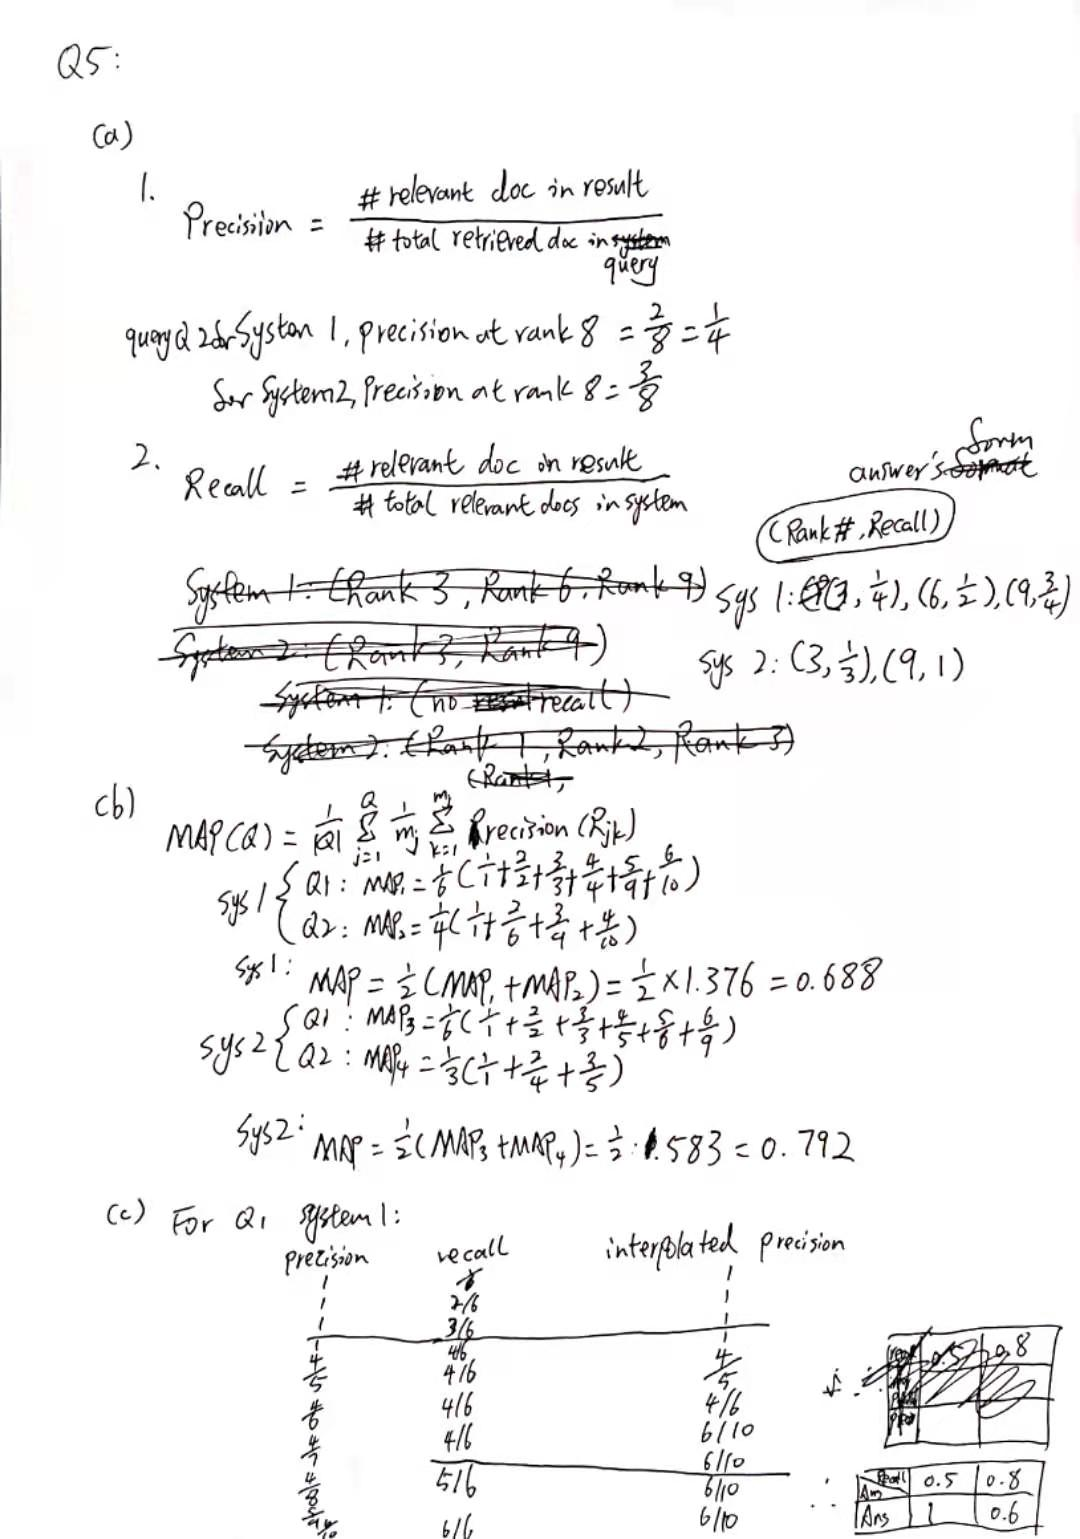 Q5:
(a)
1.
Precisiion = # relevant doc in result / # total retrieved doc in query
query Q2 for System 1, precision at rank 8 = 2/8 = 1/4
for System2, Precision at rank 8 = 3/8
2.
Recall = # relevant doc in result / # total relevant docs in system
answer's form
(Rank#, Recall)
System 1: (Rank 3, Rank 6, Rank 9)
Sys 1: (3, 1/4), (6, 1/2), (9, 3/4)
System 2: (Rank 3, Rank 9)
Sys 2: (3, 1/3), (9, 1)
System 1: (no recall)
System 2: (Rank 1, Rank 2, Rank 3)
(Rank 1,
(b)
MAP(Q) = 1/|Q| Σ j=1 Q 1/mj Σ k=1 mj Precision (Rjk)
Sys 1 { Q1: MAP1 = 1/6 (1/1 + 2/2 + 3/3 + 4/4 + 5/9 + 6/10)
Q2: MAP2 = 1/4 (1/1 + 2/6 + 3/9 + 4/10)
Sys 1: MAP = 1/2 (MAP1 + MAP2) = 1/2 × 1.376 = 0.688
Sys 2 { Q1: MAP3 = 1/6 (1/1 + 2/2 + 3/3 + 4/5 + 5/6 + 6/9)
Q2: MAP4 = 1/3 (1/1 + 2/4 + 3/5)
Sys 2: MAP = 1/2 (MAP3 + MAP4) = 1/2 · 1.583 = 0.792
(c) For Q1 system 1:
precision recall interpolated precision
1 1
1 2/6 1
1 3/6 1
4/6 1
4/5 4/6 4/5
4/6 4/6 4/6
4/7 4/6 6/10
6/10
4/8 5/6 6/10
5/9 6/6 6/10
4/10
0.5 0.8
∴ Recall 0.5 0.8
Ans
Ans 1 0.6